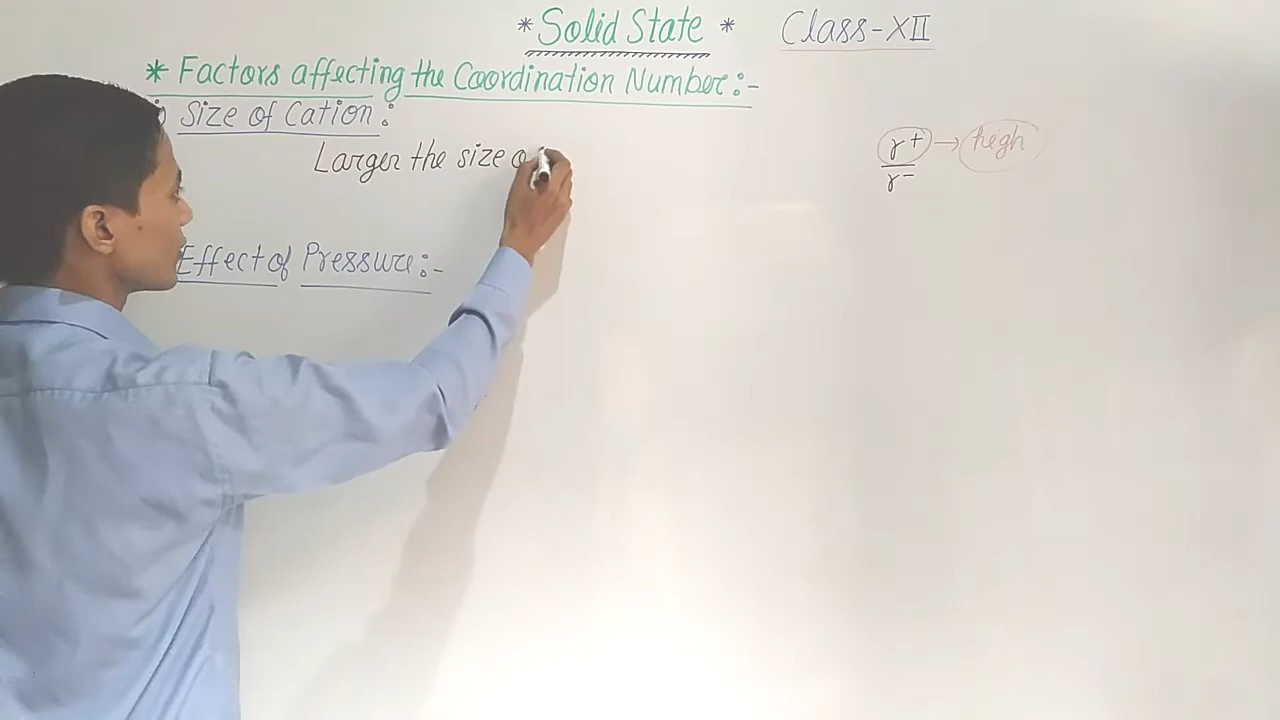 * Solid State * Class-XII
* Factors affecting the Coordination Number:-
) Size of Cation:
Larger the size o
r+ → high
r-
Effect of Pressure:-